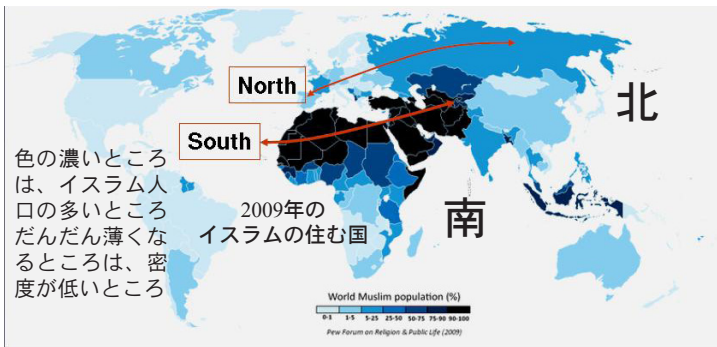 North
北
South
色の濃いところ
は、イスラム人
口の多いところ
だんだん薄くな
るところは、密
度が低いところ
2009年の
イスラムの住む国
南
World Muslim population (%)
0-1 1-5 5-25 25-50 50-75 75-90 90-100
Pew Forum on Religion & Public Life (2009)